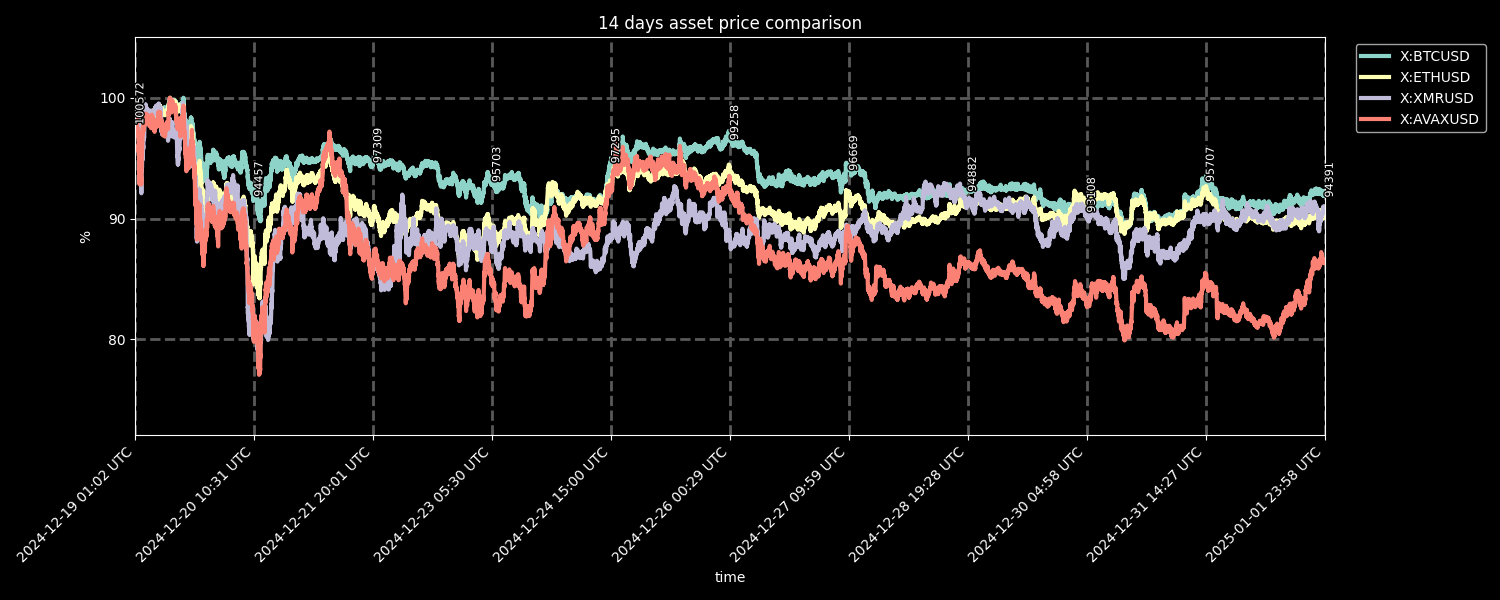 14 days asset price comparison
X:BTCUSD
X:ETHUSD
X:XMRUSD
X:AVAXUSD
100
90
80
%
100572
94457
97309
95703
97295
99258
96669
94882
93108
95707
94391
2024-12-19 01:02 UTC
2024-12-20 10:31 UTC
2024-12-21 20:01 UTC
2024-12-23 05:30 UTC
2024-12-24 15:00 UTC
2024-12-26 00:29 UTC
2024-12-27 09:59 UTC
2024-12-28 19:28 UTC
2024-12-30 04:58 UTC
2024-12-31 14:27 UTC
2025-01-01 23:58 UTC
time